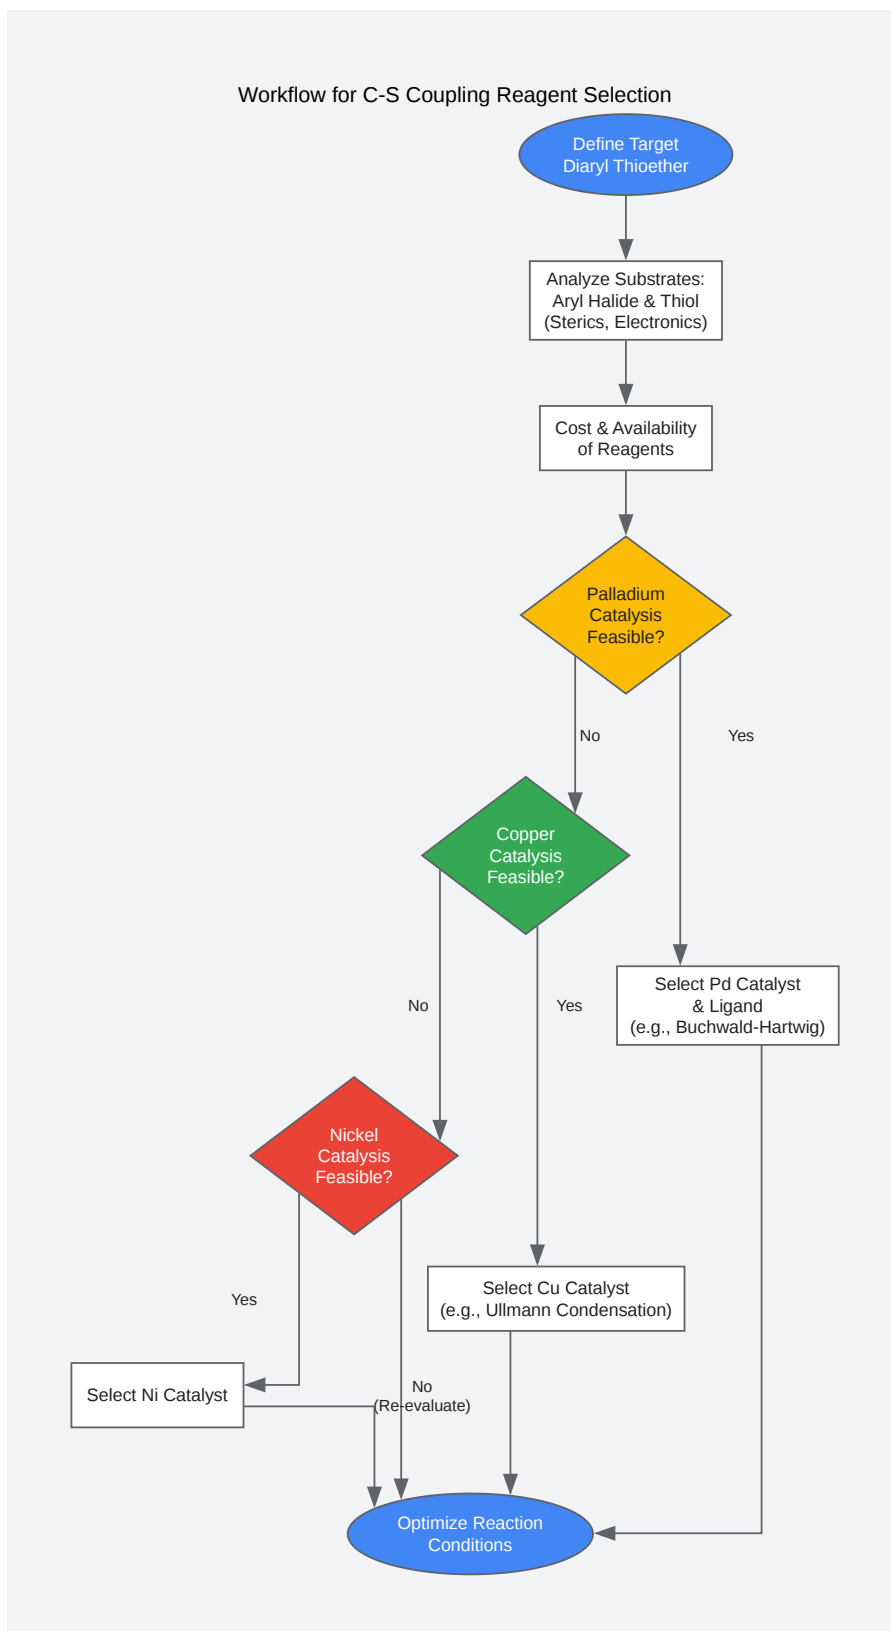 Workflow for C-S Coupling Reagent Selection
Define Target
Diaryl Thioether
Analyze Substrates:
Aryl Halide & Thiol
(Sterics, Electronics)
Cost & Availability
of Reagents
Palladium
Catalysis
Feasible?
No
Yes
Copper
Catalysis
Feasible?
No
Yes
Select Pd Catalyst
& Ligand
(e.g., Buchwald-Hartwig)
Nickel
Catalysis
Feasible?
Yes
Select Cu Catalyst
(e.g., Ullmann Condensation)
Select Ni Catalyst
No
(Re-evaluate)
Optimize Reaction
Conditions